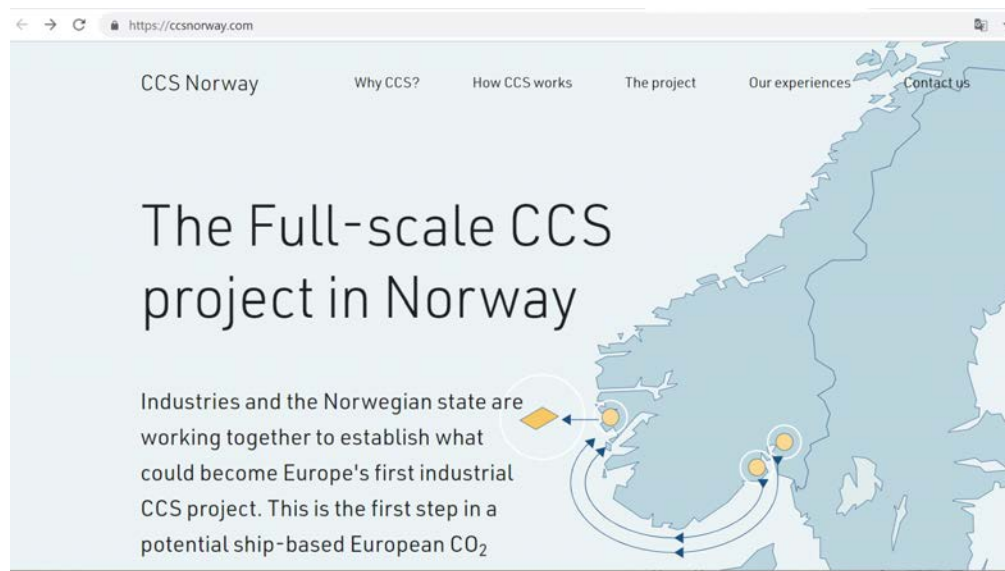 https://ccsnorway.com
CCS Norway Why CCS? How CCS works The project Our experiences Contact us
The Full-scale CCS
project in Norway
Industries and the Norwegian state are
working together to establish what
could become Europe's first industrial
CCS project. This is the first step in a
potential ship-based European CO₂